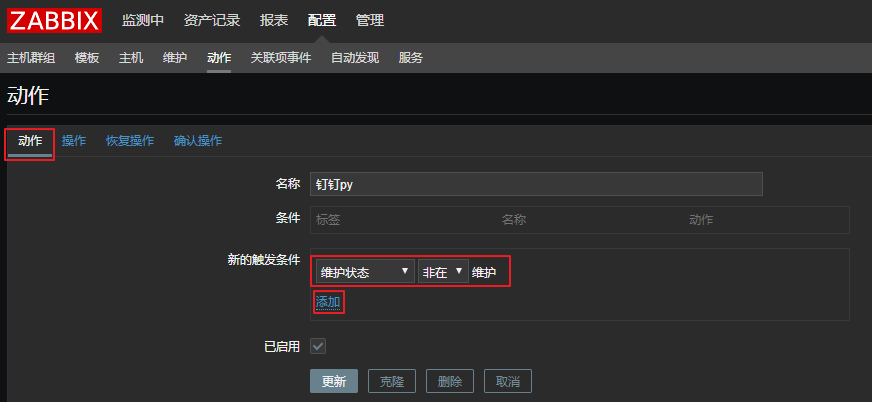 ZABBIX 监测中 资产记录 报表 配置 管理
主机群组 模板 主机 维护 动作 关联项事件 自动发现 服务
动作
动作 操作 恢复操作 确认操作
名称 钉钉py
条件 标签 名称 动作
新的触发条件
维护状态 非在 维护
添加
已启用
更新 克隆 删除 取消